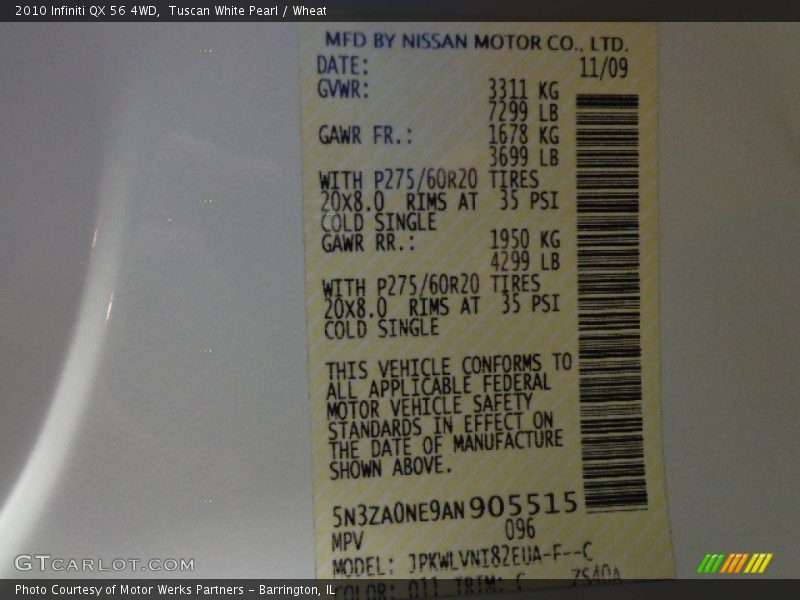 2010 Infiniti QX 56 4WD,  Tuscan White Pearl / Wheat
MFD BY NISSAN MOTOR CO., LTD.
DATE: 11/09
GVWR: 3311 KG
7299 LB
GAWR FR.: 1678 KG
3699 LB
WITH P275/60R20 TIRES
20X8.0 RIMS AT 35 PSI
COLD SINGLE
GAWR RR.: 1950 KG
4299 LB
WITH P275/60R20 TIRES
20X8.0 RIMS AT 35 PSI
COLD SINGLE
THIS VEHICLE CONFORMS TO
ALL APPLICABLE FEDERAL
MOTOR VEHICLE SAFETY
STANDARDS IN EFFECT ON
THE DATE OF MANUFACTURE
SHOWN ABOVE.
5N3ZA0NE9AN905515
MPV 096
MODEL: JPKWLVNI82EUA-F--C
COLOR: 011 TRIM: C 7S40A
GTCARLOT.COM
Photo Courtesy of Motor Werks Partners - Barrington, IL